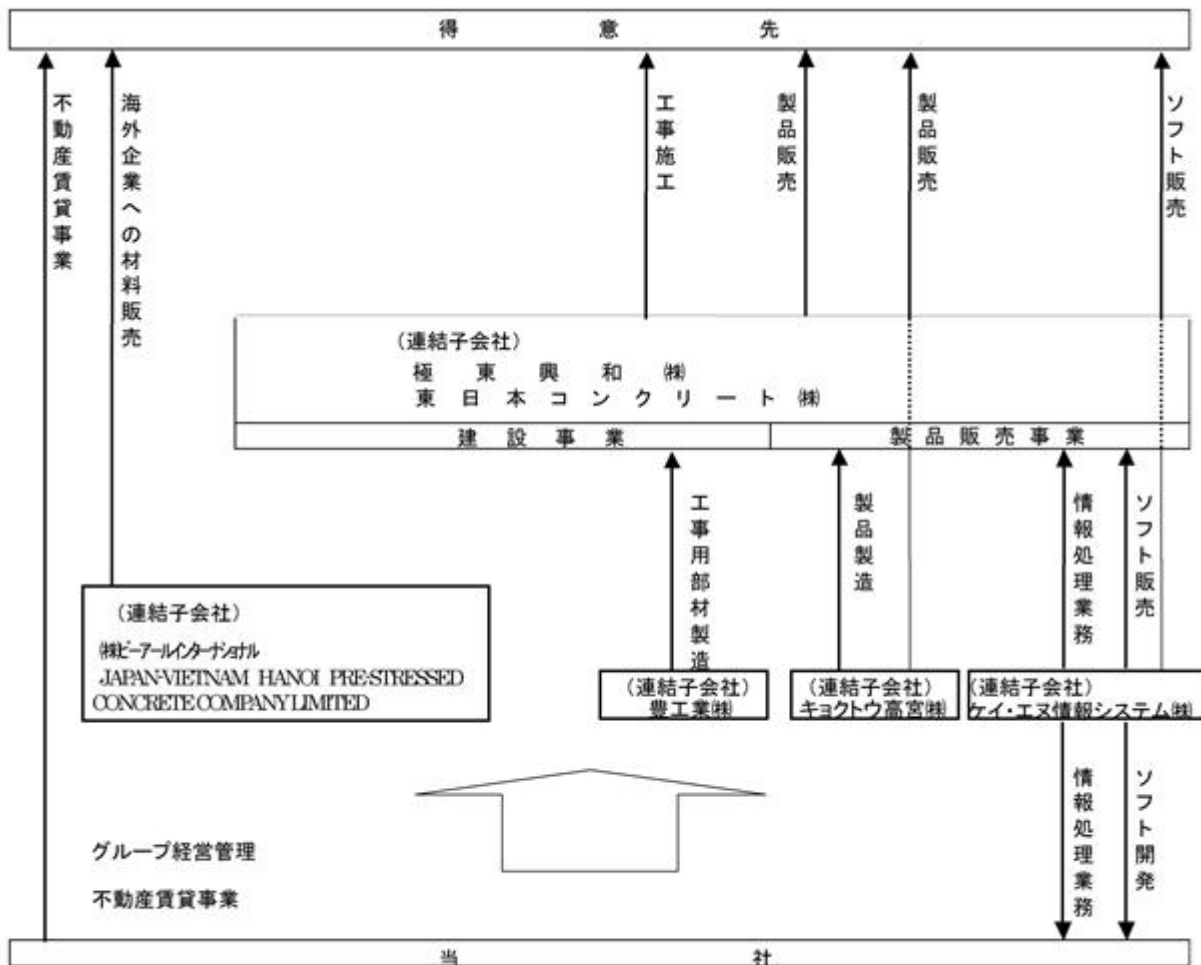 得意先
不動産賃貸事業
海外企業への材料販売
工事施工
製品販売
製品販売
ソフト販売
（連結子会社）
極東興和㈱
東日本コンクリート㈱
建設事業
製品販売事業
工事用部材製造
製品製造
情報処理業務
ソフト販売
（連結子会社）
㈱ビーアールインターナショナル
JAPAN-VIETNAM HANOI PRE-STRESSED
CONCRETE COMPANY LIMITED
（連結子会社）
豊工業㈱
（連結子会社）
キョクトウ高宮㈱
（連結子会社）
ケイ・エヌ情報システム㈱
情報処理業務
ソフト開発
グループ経営管理
不動産賃貸事業
当社